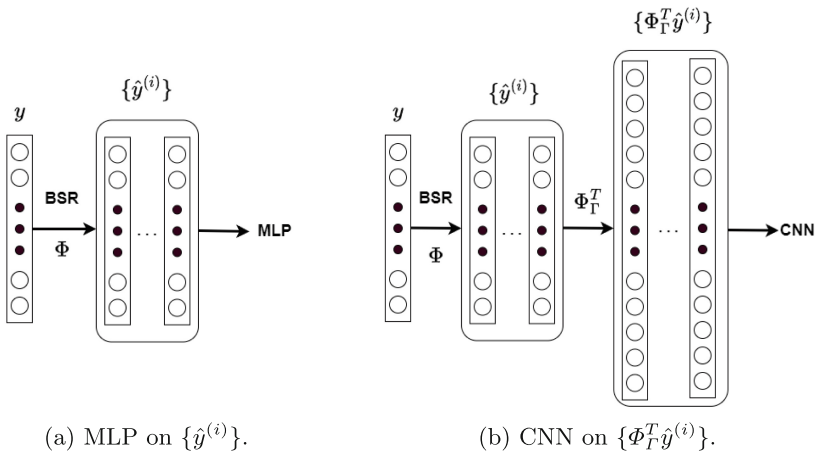 y
{ŷ⁽ⁱ⁾}
BSR
Φ
...
MLP
(a) MLP on {ŷ⁽ⁱ⁾}.
y
{ŷ⁽ⁱ⁾}
{Φ_Γ^T ŷ⁽ⁱ⁾}
BSR
Φ
...
Φ_Γ^T
...
CNN
(b) CNN on {Φ_Γ^T ŷ⁽ⁱ⁾}.